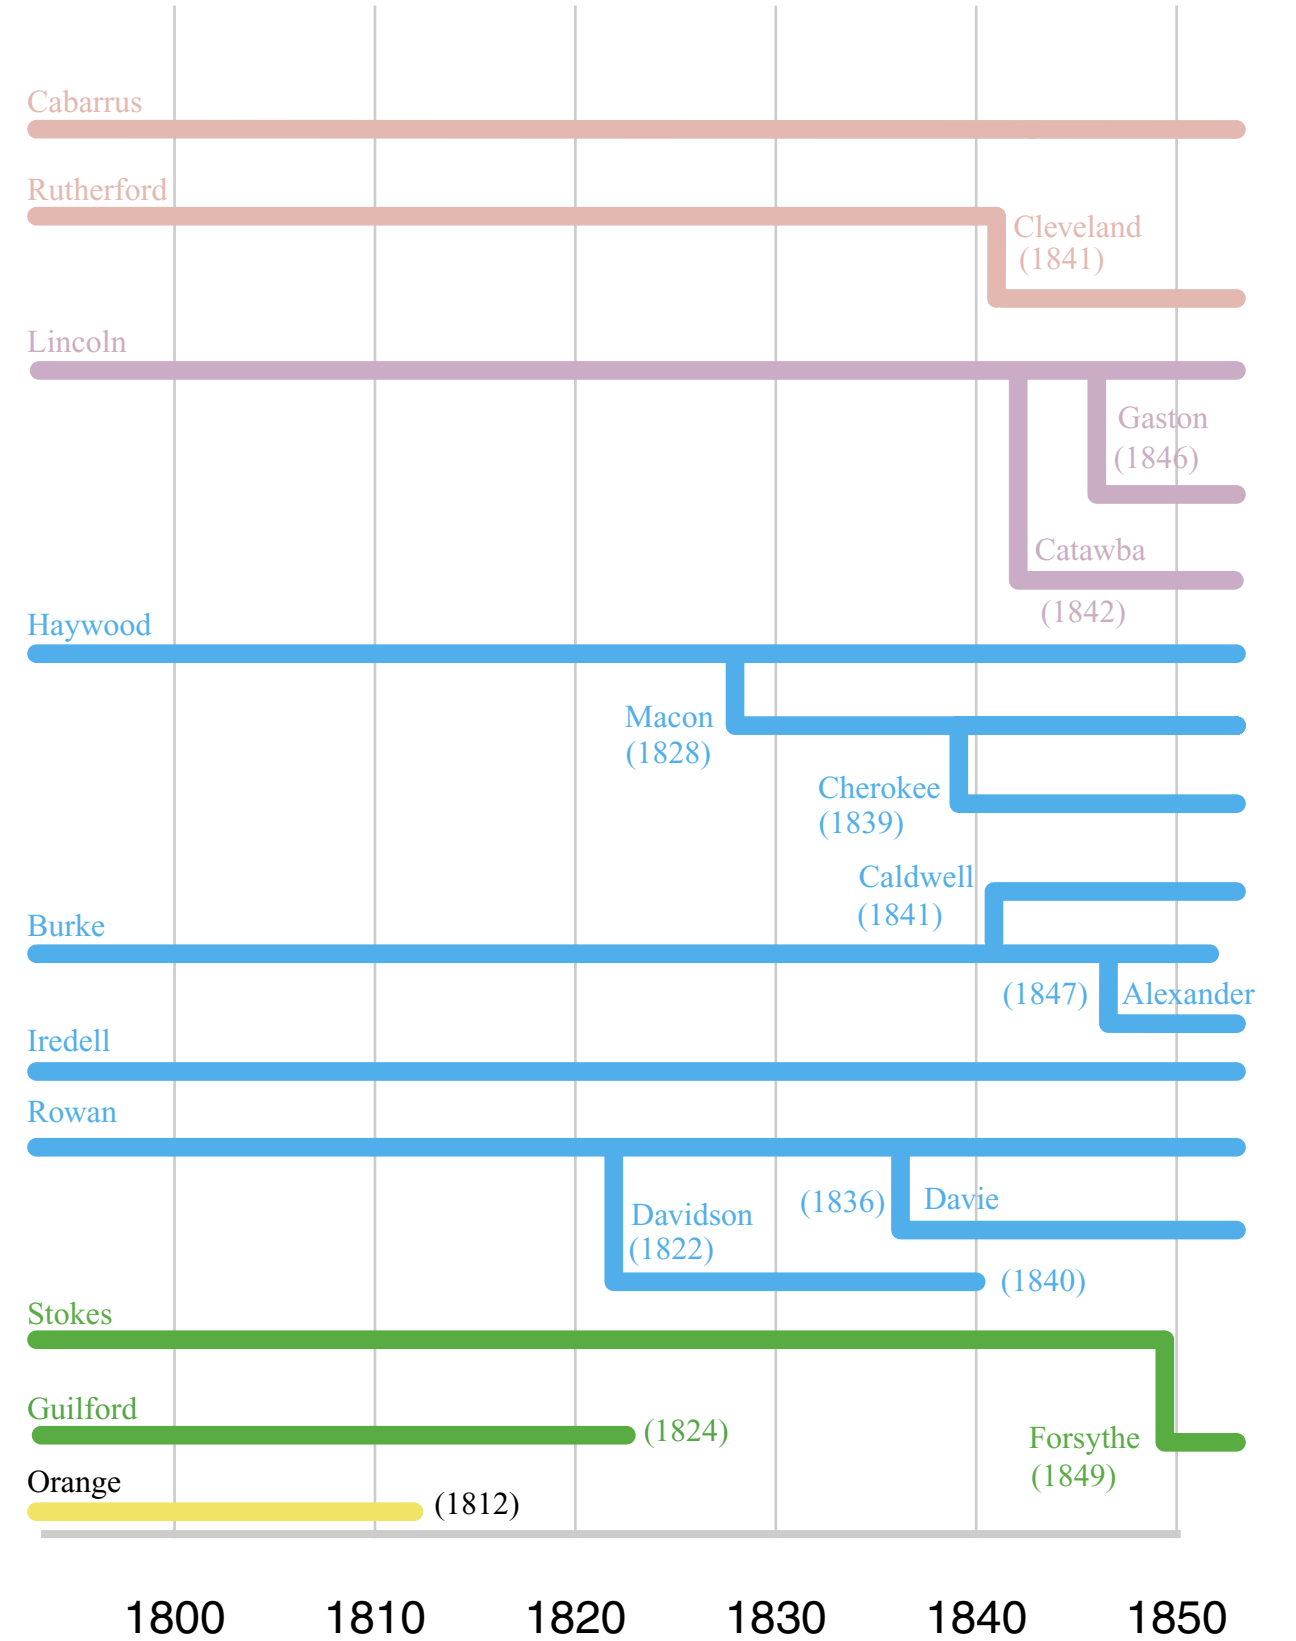 Cabarrus
Rutherford
Cleveland
(1841)
Lincoln
Gaston
(1846)
Catawba
(1842)
Haywood
Macon
(1828)
Cherokee
(1839)
Caldwell
(1841)
Burke
(1847) Alexander
Iredell
Rowan
(1836) Davie
Davidson
(1822)
(1840)
Stokes
Guilford
(1824)
Forsythe
(1849)
Orange
(1812)
1800 1810 1820 1830 1840 1850